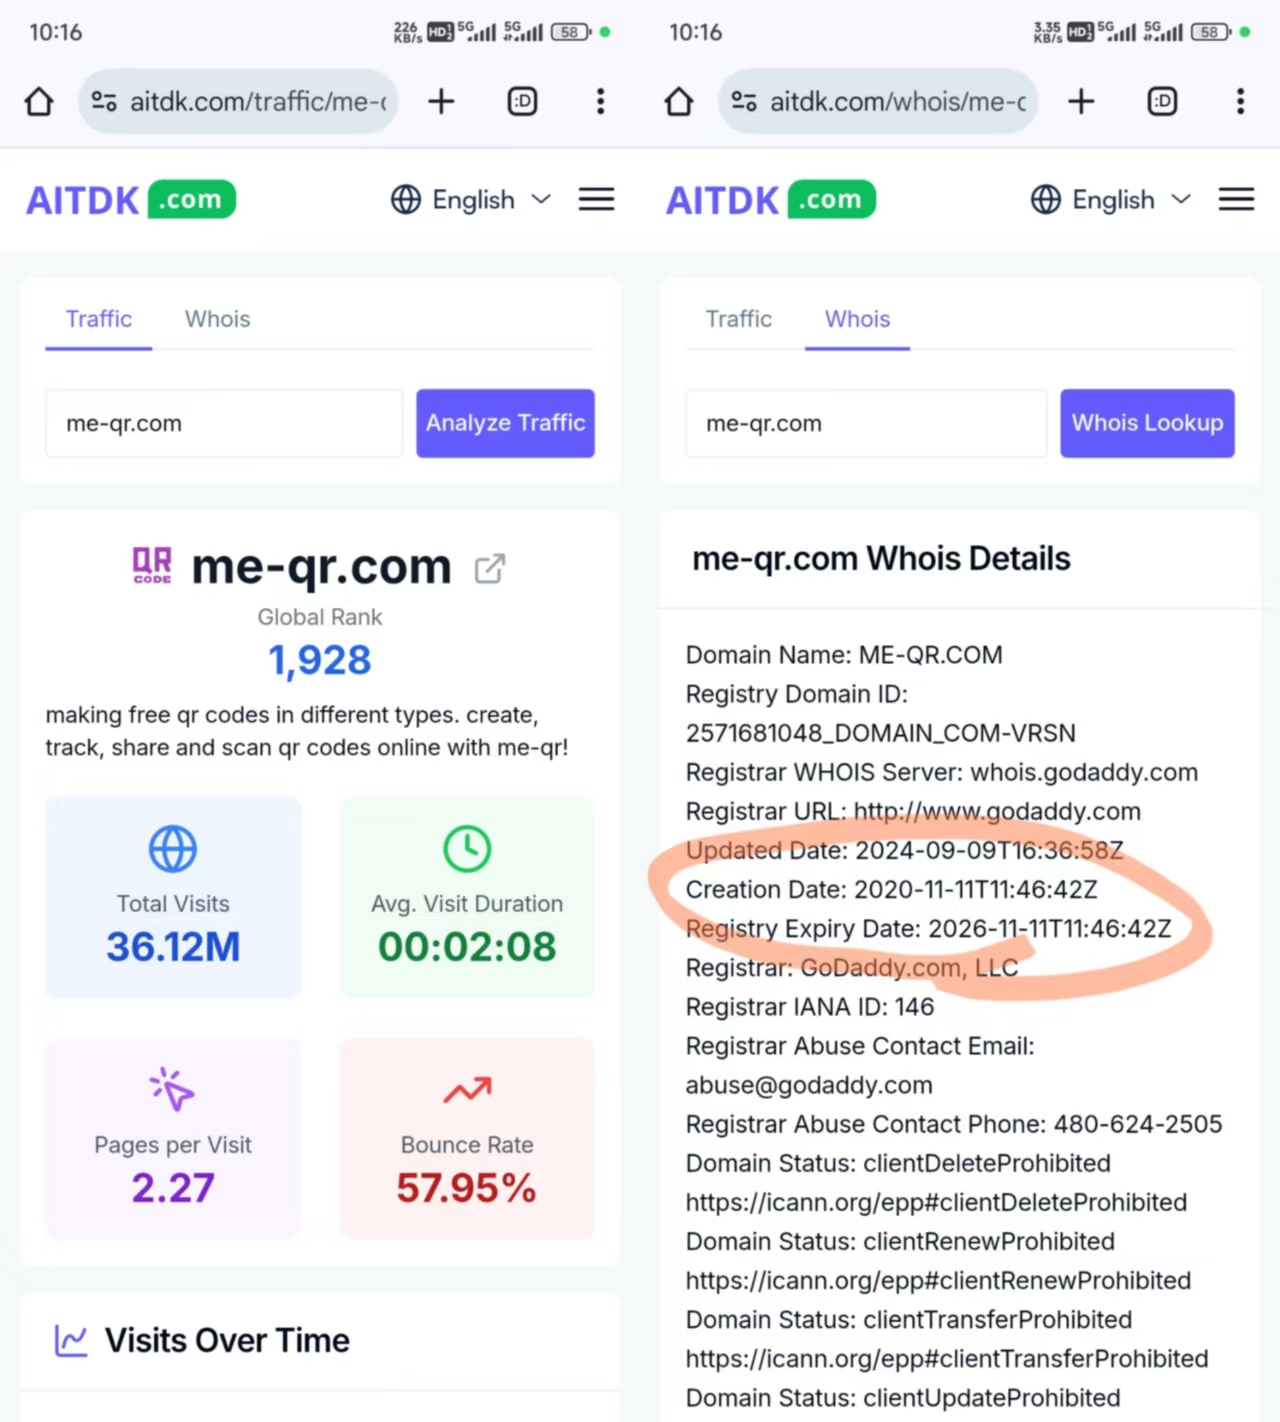 10:16
226 KB/s HD 5G 5G 58
aitdk.com/traffic/me-c
:D
AITDK .com
English
Traffic Whois
me-qr.com
Analyze Traffic
QR CODE
me-qr.com
Global Rank
1,928
making free qr codes in different types. create,
track, share and scan qr codes online with me-qr!
Total Visits
36.12M
Avg. Visit Duration
00:02:08
Pages per Visit
2.27
Bounce Rate
57.95%
Visits Over Time
10:16
3.35 KB/s HD 5G 5G 58
aitdk.com/whois/me-c
:D
AITDK .com
English
Traffic Whois
me-qr.com
Whois Lookup
me-qr.com Whois Details
Domain Name: ME-QR.COM
Registry Domain ID:
2571681048_DOMAIN_COM-VRSN
Registrar WHOIS Server: whois.godaddy.com
Registrar URL: http://www.godaddy.com
Updated Date: 2024-09-09T16:36:58Z
Creation Date: 2020-11-11T11:46:42Z
Registry Expiry Date: 2026-11-11T11:46:42Z
Registrar: GoDaddy.com, LLC
Registrar IANA ID: 146
Registrar Abuse Contact Email:
abuse@godaddy.com
Registrar Abuse Contact Phone: 480-624-2505
Domain Status: clientDeleteProhibited
https://icann.org/epp#clientDeleteProhibited
Domain Status: clientRenewProhibited
https://icann.org/epp#clientRenewProhibited
Domain Status: clientTransferProhibited
https://icann.org/epp#clientTransferProhibited
Domain Status: clientUpdateProhibited